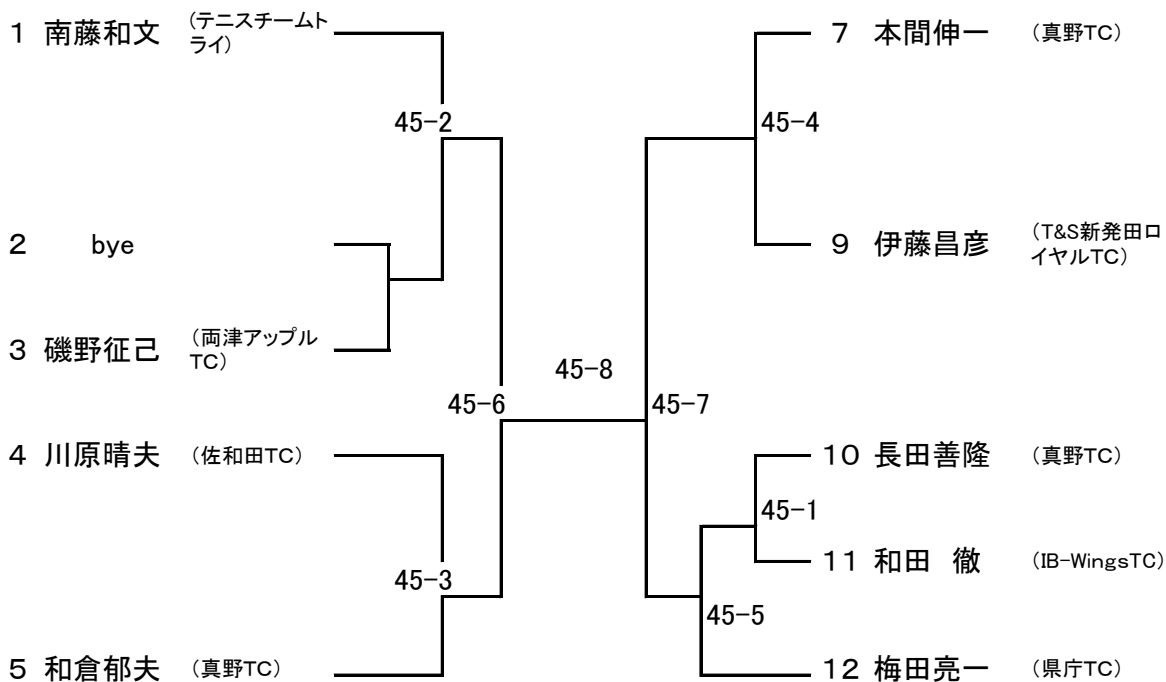 1 南藤和文 (テニスチームト
ライ)
45-2
2 bye
3 磯野征己 (両津アップル
TC)
45-6
4 川原晴夫 (佐和田TC)
45-3
5 和倉郁夫 (真野TC)
45-8
7 本間伸一 (真野TC)
45-4
9 伊藤昌彦 (T&S新発田ロ
イヤルTC)
45-7
10 長田善隆 (真野TC)
45-1
11 和田 徹 (IB-WingsTC)
45-5
12 梅田亮一 (県庁TC)